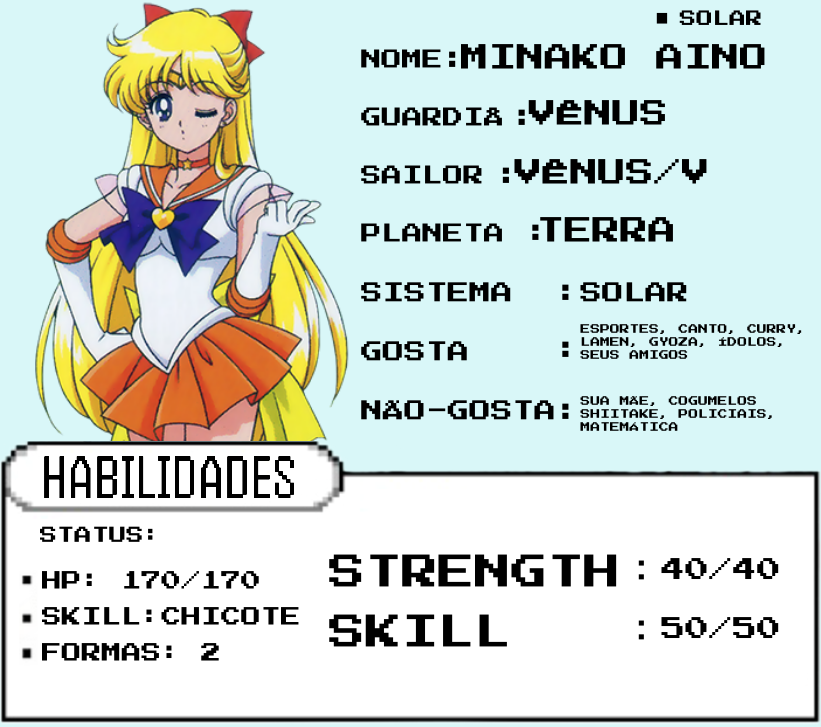 ▪ SOLAR
NOME:MINAKO AINO
GUARDIÃ :VÊNUS
SAILOR :VÊNUS/V
PLANETA :TERRA
SISTEMA :SOLAR
GOSTA : ESPORTES, CANTO, CURRY,
LAMEN, GYOZA, íDOLOS,
SEUS AMIGOS
NÃO-GOSTA: SUA MÃE, COGUMELOS
SHIITAKE, POLICIAIS,
MATEMÁTICA
HABILIDADES
STATUS:
▪ HP: 170/170
▪ SKILL:CHICOTE
▪ FORMAS: 2
STRENGTH : 40/40
SKILL : 50/50